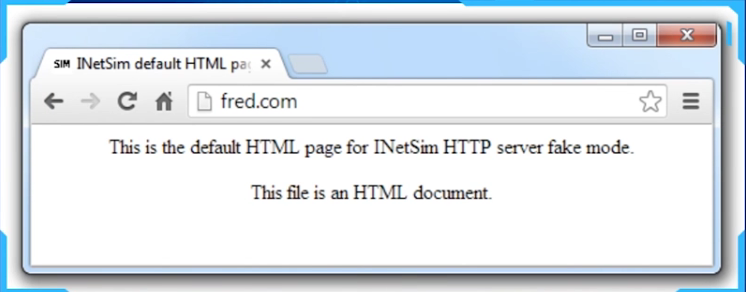 SIM INetSim default HTML pa
fred.com
This is the default HTML page for INetSim HTTP server fake mode.
This file is an HTML document.